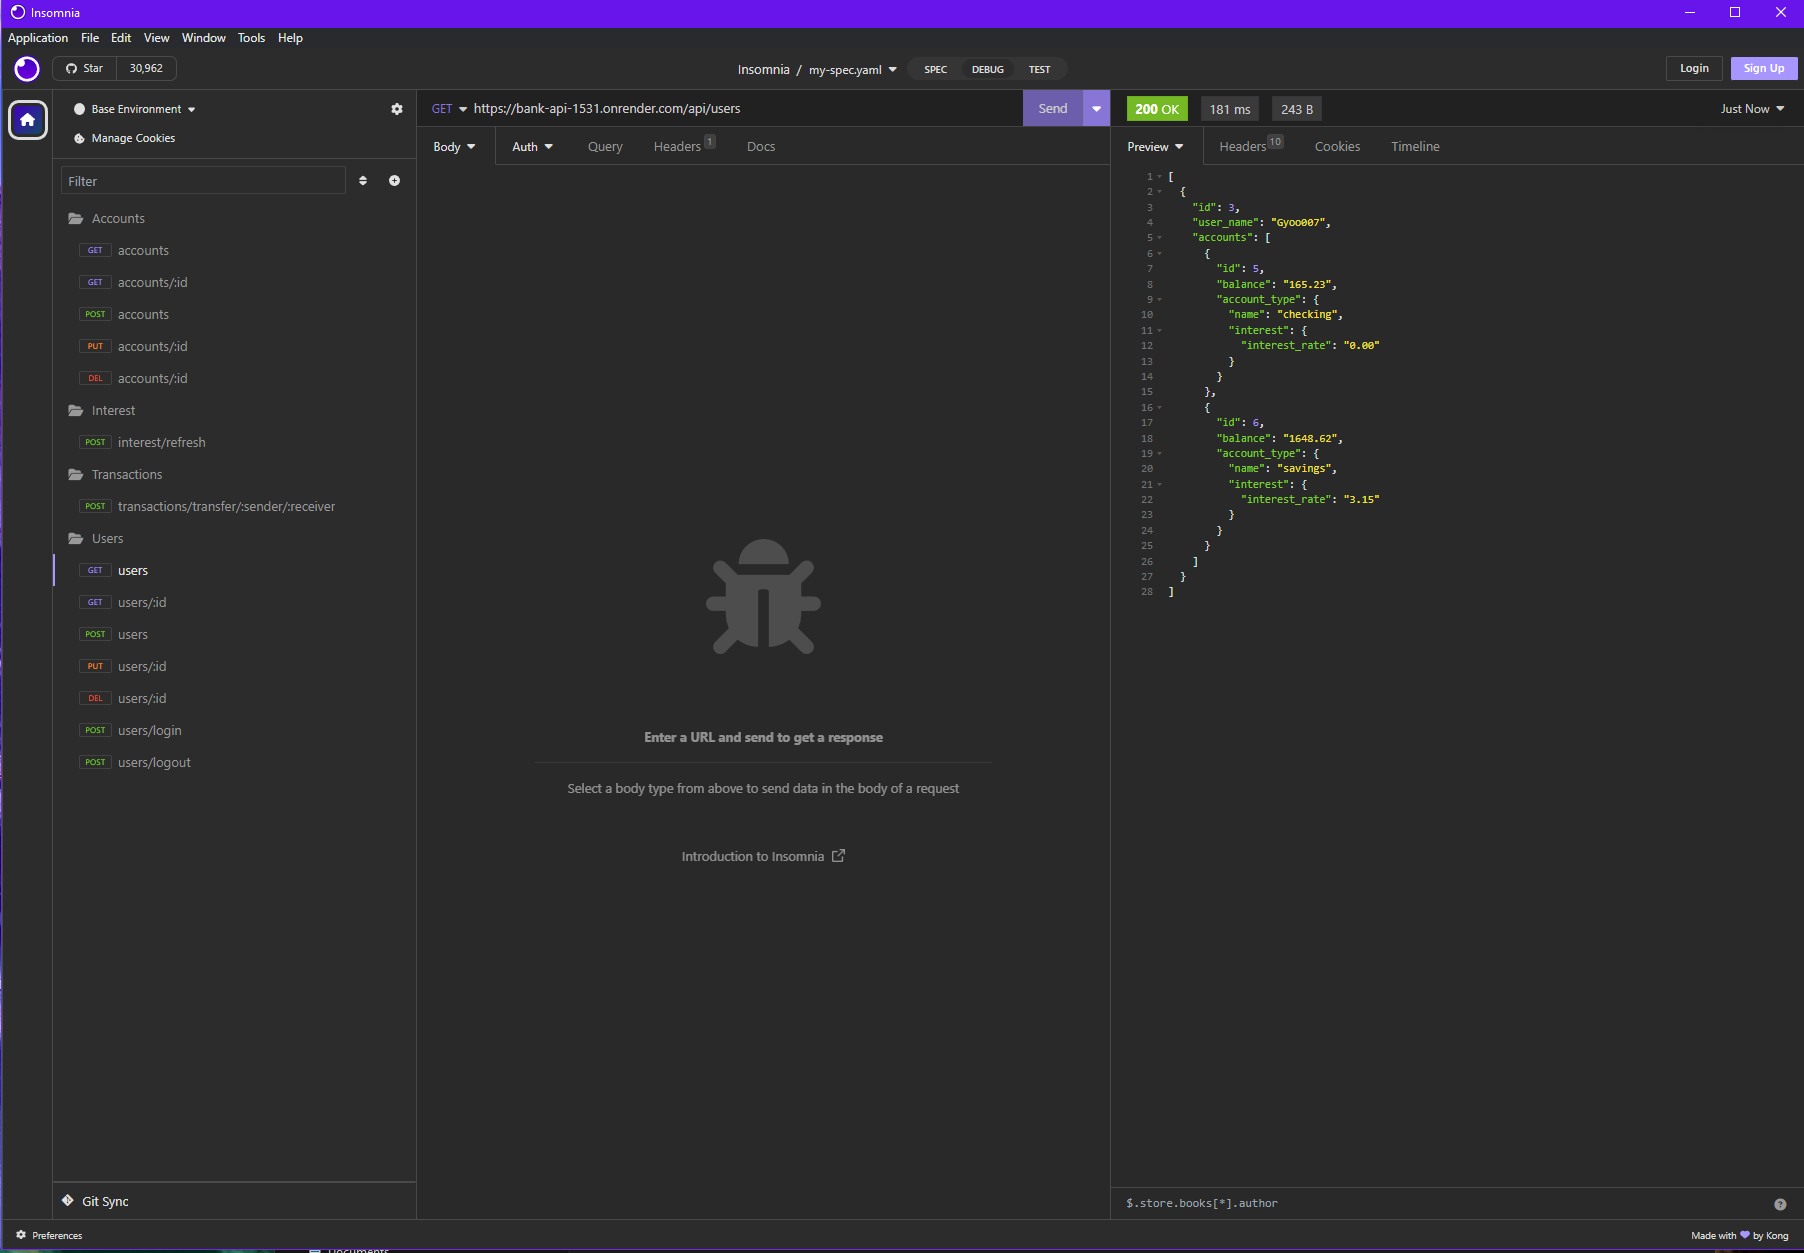 Insomnia
Application File Edit View Window Tools Help
Star 30,962
Insomnia / my-spec.yaml
SPEC DEBUG TEST
Login Sign Up
Base Environment
Manage Cookies
Filter
Accounts
GET accounts
GET accounts/:id
POST accounts
PUT accounts/:id
DEL accounts/:id
Interest
POST interest/refresh
Transactions
POST transactions/transfer/:sender/:receiver
Users
GET users
GET users/:id
POST users
PUT users/:id
DEL users/:id
POST users/login
POST users/logout
Git Sync
Preferences
GET https://bank-api-1531.onrender.com/api/users Send
Body Auth Query Headers 1 Docs
Enter a URL and send to get a response
Select a body type from above to send data in the body of a request
Introduction to Insomnia
200 OK 181 ms 243 B Just Now
Preview Headers 10 Cookies Timeline
1 [
2 {
3 "id": 3,
4 "user_name": "Gyoo007",
5 "accounts": [
6 {
7 "id": 5,
8 "balance": "165.23",
9 "account_type": {
10 "name": "checking",
11 "interest": {
12 "interest_rate": "0.00"
13 }
14 }
15 },
16 {
17 "id": 6,
18 "balance": "1648.62",
19 "account_type": {
20 "name": "savings",
21 "interest": {
22 "interest_rate": "3.15"
23 }
24 }
25 }
26 ]
27 }
28 ]
$.store.books[*].author
Made with by Kong
Documents